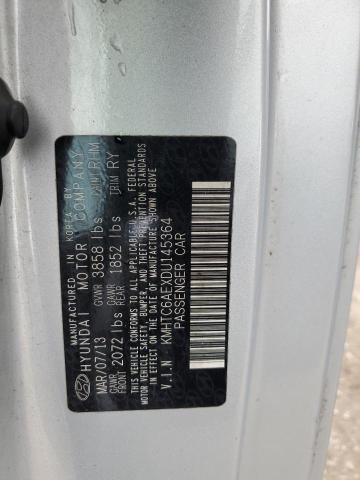 MANUFACTURED IN KOREA BY
HYUNDAI MOTOR COMPANY
MAR/07/13 GVWR 3858 lbs PAINT RHM
GAWR FRONT 2072 lbs GAWR REAR 1852 lbs TRIM RY
THIS VEHICLE CONFORMS TO ALL APPLICABLE U.S.A. FEDERAL
MOTOR VEHICLE SAFETY, BUMPER, AND THEFT PREVENTION STANDARDS
IN EFFECT ON THE DATE OF MANUFACTURE SHOWN ABOVE.
V.I.N KMHTC6AEXDU145364
PASSENGER CAR